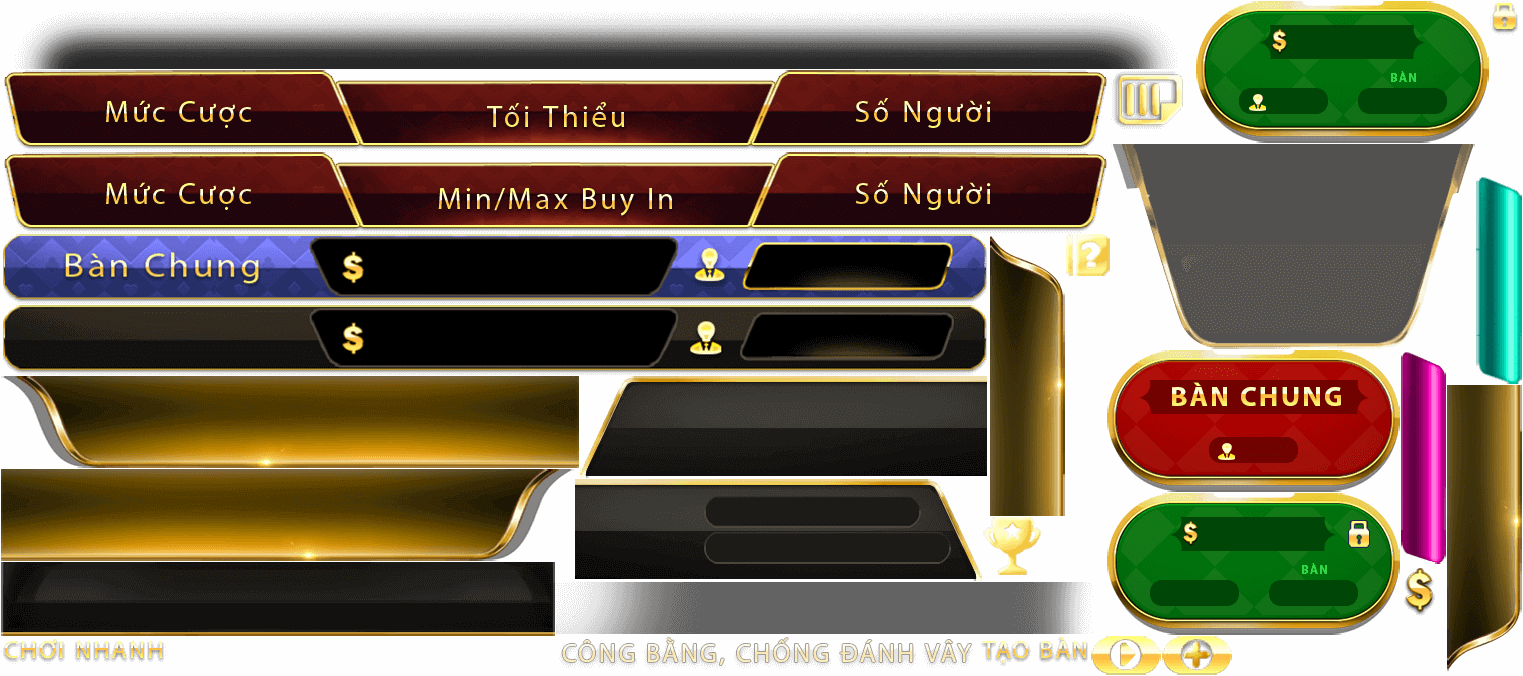 $
BÀN
Mức Cược
Tối Thiểu
Số Người
Mức Cược
Min/Max Buy In
Số Người
Bàn Chung
$
?
$
BÀN CHUNG
$
BÀN
$
CHƠI NHANH
CÔNG BẰNG, CHỐNG ĐÁNH VÂY
TẠO BÀN